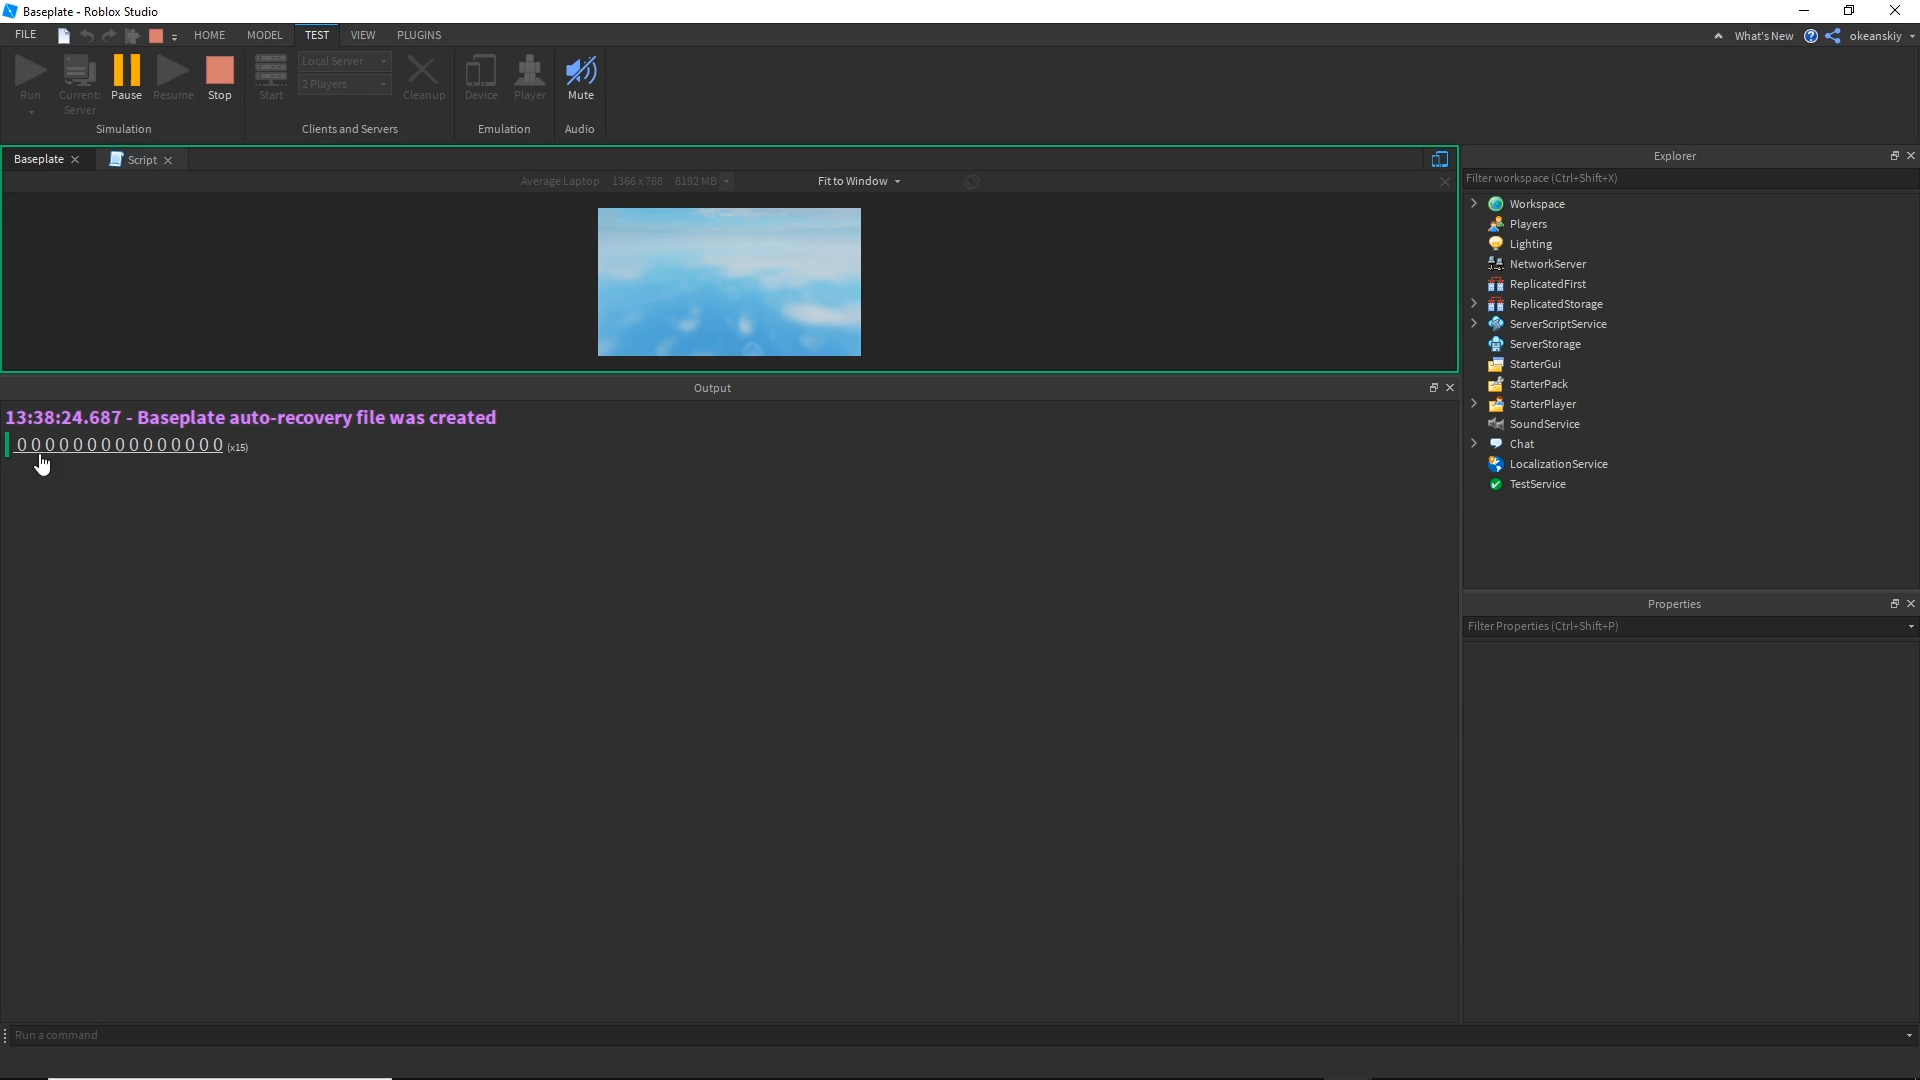 Baseplate - Roblox Studio
FILE HOME MODEL TEST VIEW PLUGINS What's New okeanskiy
Run Current: Server Pause Resume Stop Start Local Server 2 Players Cleanup Device Player Mute
Simulation Clients and Servers Emulation Audio
Baseplate Script
Average Laptop 1366 x 768 8192 MB Fit to Window
Output
13:38:24.687 - Baseplate auto-recovery file was created
0 0 0 0 0 0 0 0 0 0 0 0 0 0 0 (x15)
Run a command
Explorer
Filter workspace (Ctrl+Shift+X)
Workspace
Players
Lighting
NetworkServer
ReplicatedFirst
ReplicatedStorage
ServerScriptService
ServerStorage
StarterGui
StarterPack
StarterPlayer
SoundService
Chat
LocalizationService
TestService
Properties
Filter Properties (Ctrl+Shift+P)